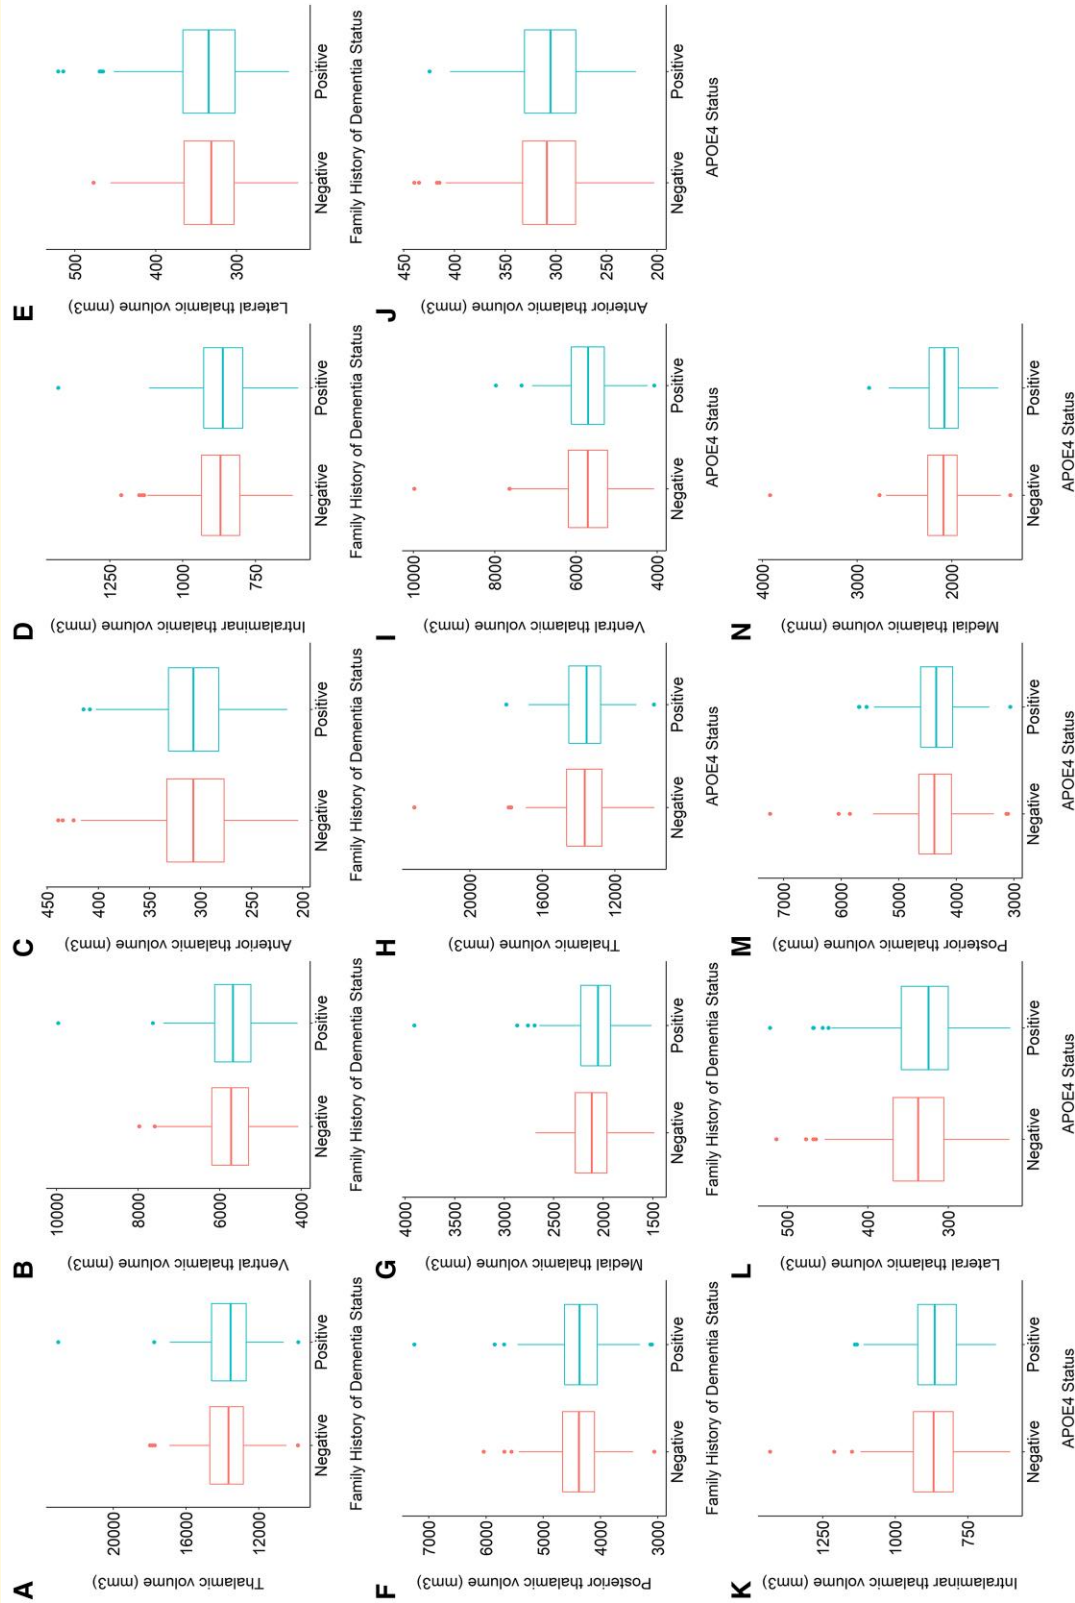 A
Thalamic volume (mm3)
20000
16000
12000
Negative
Positive
Family History of Dementia Status
B
Ventral thalamic volume (mm3)
10000
8000
6000
4000
Negative
Positive
Family History of Dementia Status
C
Anterior thalamic volume (mm3)
450
400
350
300
250
200
Negative
Positive
Family History of Dementia Status
D
Intralaminar thalamic volume (mm3)
1250
1000
750
Negative
Positive
Family History of Dementia Status
E
Lateral thalamic volume (mm3)
500
400
300
Negative
Positive
Family History of Dementia Status
F
Posterior thalamic volume (mm3)
7000
6000
5000
4000
3000
Negative
Positive
Family History of Dementia Status
G
Medial thalamic volume (mm3)
4000
3500
3000
2500
2000
1500
Negative
Positive
Family History of Dementia Status
H
Thalamic volume (mm3)
20000
16000
12000
Negative
Positive
APOE4 Status
I
Ventral thalamic volume (mm3)
10000
8000
6000
4000
Negative
Positive
APOE4 Status
J
Anterior thalamic volume (mm3)
450
400
350
300
250
200
Negative
Positive
APOE4 Status
K
Intralaminar thalamic volume (mm3)
1250
1000
750
Negative
Positive
APOE4 Status
L
Lateral thalamic volume (mm3)
500
400
300
Negative
Positive
APOE4 Status
M
Posterior thalamic volume (mm3)
7000
6000
5000
4000
3000
Negative
Positive
APOE4 Status
N
Medial thalamic volume (mm3)
4000
3000
2000
Negative
Positive
APOE4 Status